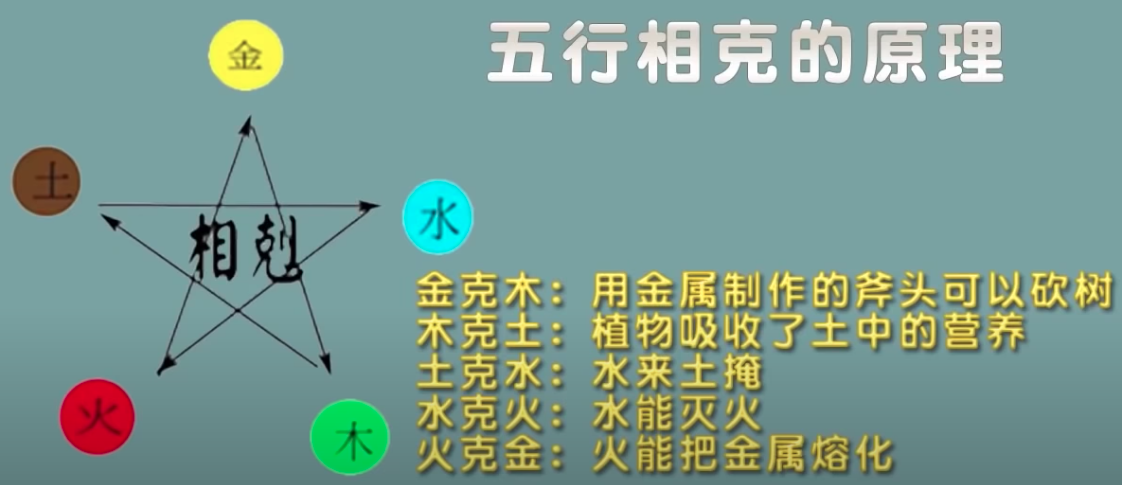 五行相克的原理
金
土
水
相剋
火
木
金克木：用金属制作的斧头可以砍树
木克土：植物吸收了土中的营养
土克水：水来土掩
水克火：水能灭火
火克金：火能把金属熔化